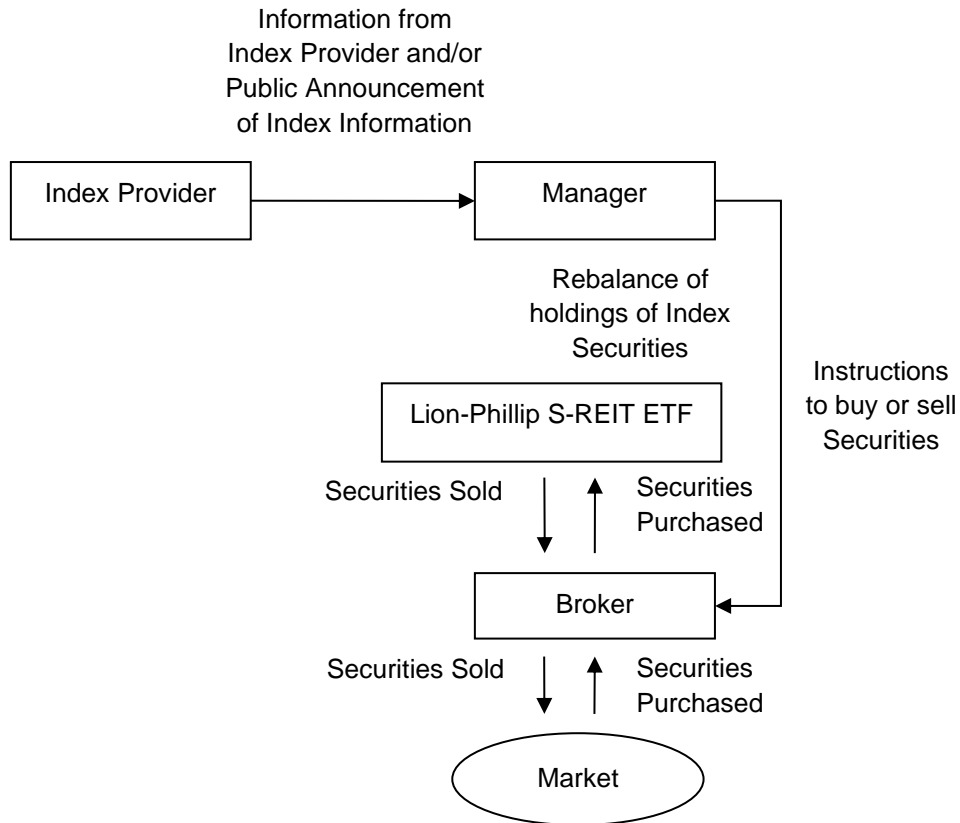 Information from
Index Provider and/or
Public Announcement
of Index Information
Index Provider
Manager
Rebalance of
holdings of Index
Securities
Instructions
to buy or sell
Securities
Lion-Phillip S-REIT ETF
Securities Sold
Securities
Purchased
Broker
Securities Sold
Securities
Purchased
Market